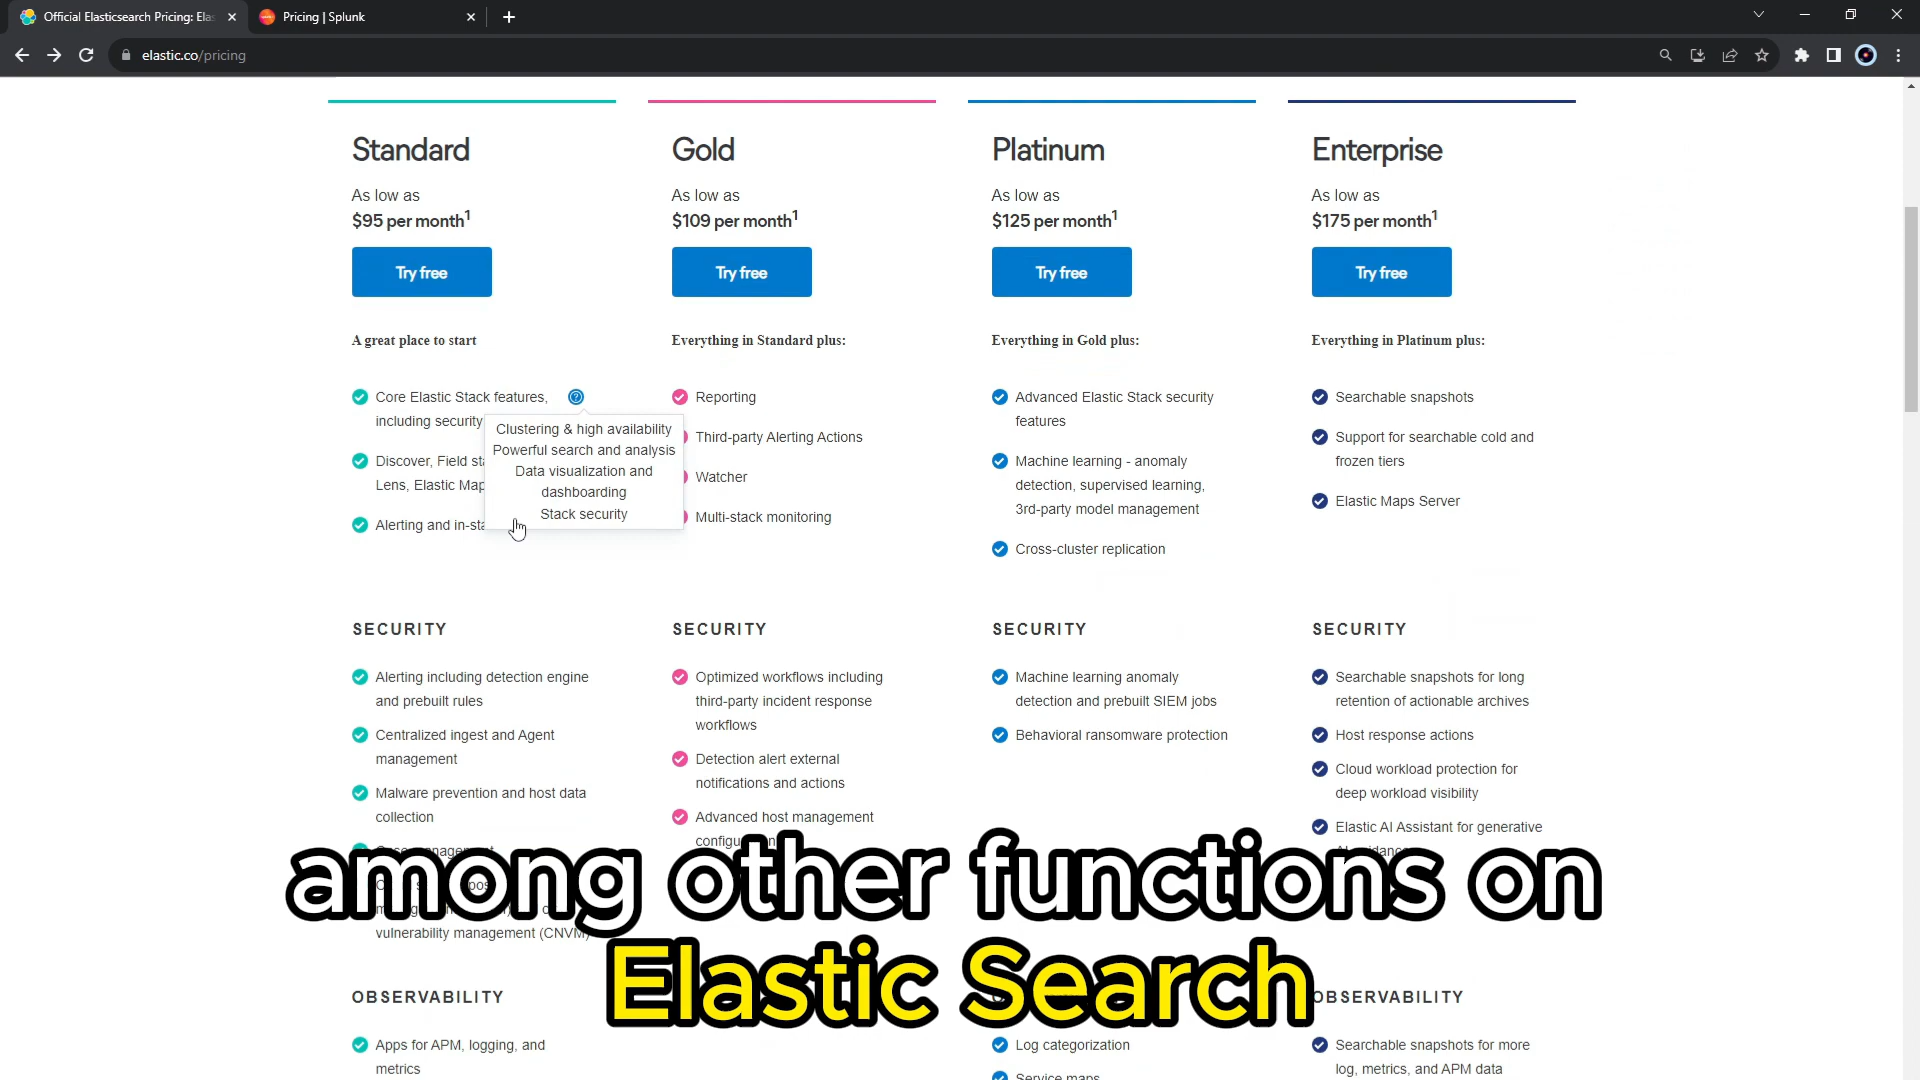 Official Elasticsearch Pricing: Elas
Pricing | Splunk
elastic.co/pricing
Standard
As low as
$95 per month1
Try free
A great place to start
Core Elastic Stack features,
including security
Discover, Field sta
Lens, Elastic Map
Alerting and in-sta
Clustering & high availability
Powerful search and analysis
Data visualization and
dashboarding
Stack security
SECURITY
Alerting including detection engine
and prebuilt rules
Centralized ingest and Agent
management
Malware prevention and host data
collection
vulnerability management (CNVM)
OBSERVABILITY
Apps for APM, logging, and
metrics
Gold
As low as
$109 per month1
Try free
Everything in Standard plus:
Reporting
Third-party Alerting Actions
Watcher
Multi-stack monitoring
SECURITY
Optimized workflows including
third-party incident response
workflows
Detection alert external
notifications and actions
Advanced host management
Platinum
As low as
$125 per month1
Try free
Everything in Gold plus:
Advanced Elastic Stack security
features
Machine learning - anomaly
detection, supervised learning,
3rd-party model management
Cross-cluster replication
SECURITY
Machine learning anomaly
detection and prebuilt SIEM jobs
Behavioral ransomware protection
Log categorization
Service maps
Enterprise
As low as
$175 per month1
Try free
Everything in Platinum plus:
Searchable snapshots
Support for searchable cold and
frozen tiers
Elastic Maps Server
SECURITY
Searchable snapshots for long
retention of actionable archives
Host response actions
Cloud workload protection for
deep workload visibility
Elastic AI Assistant for generative
OBSERVABILITY
Searchable snapshots for more
log, metrics, and APM data
among other functions on
Elastic Search